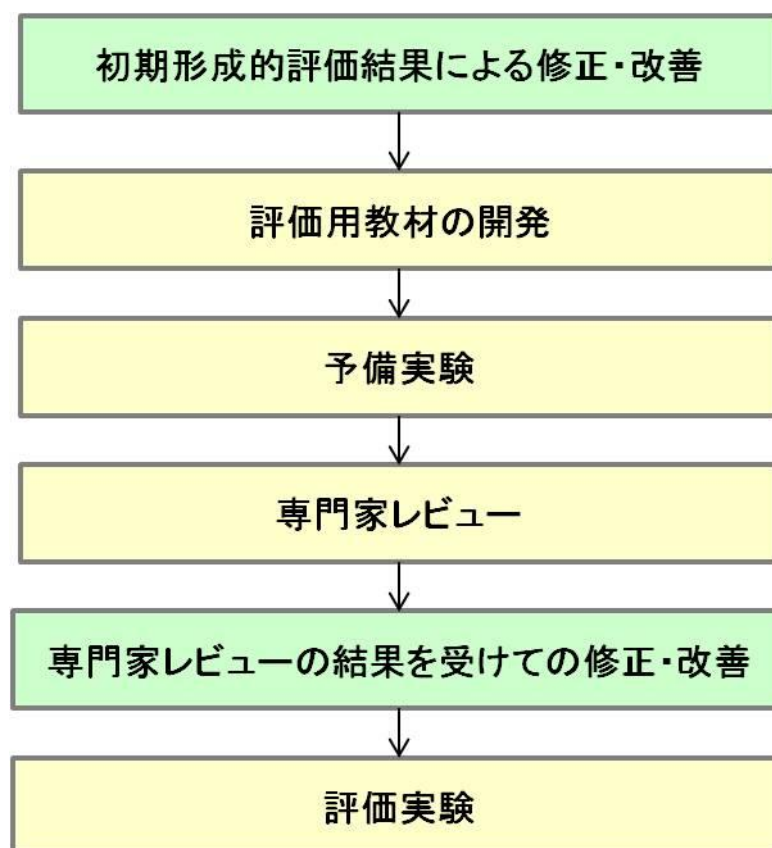 初期形成的評価結果による修正・改善
評価用教材の開発
予備実験
専門家レビュー
専門家レビューの結果を受けての修正・改善
評価実験